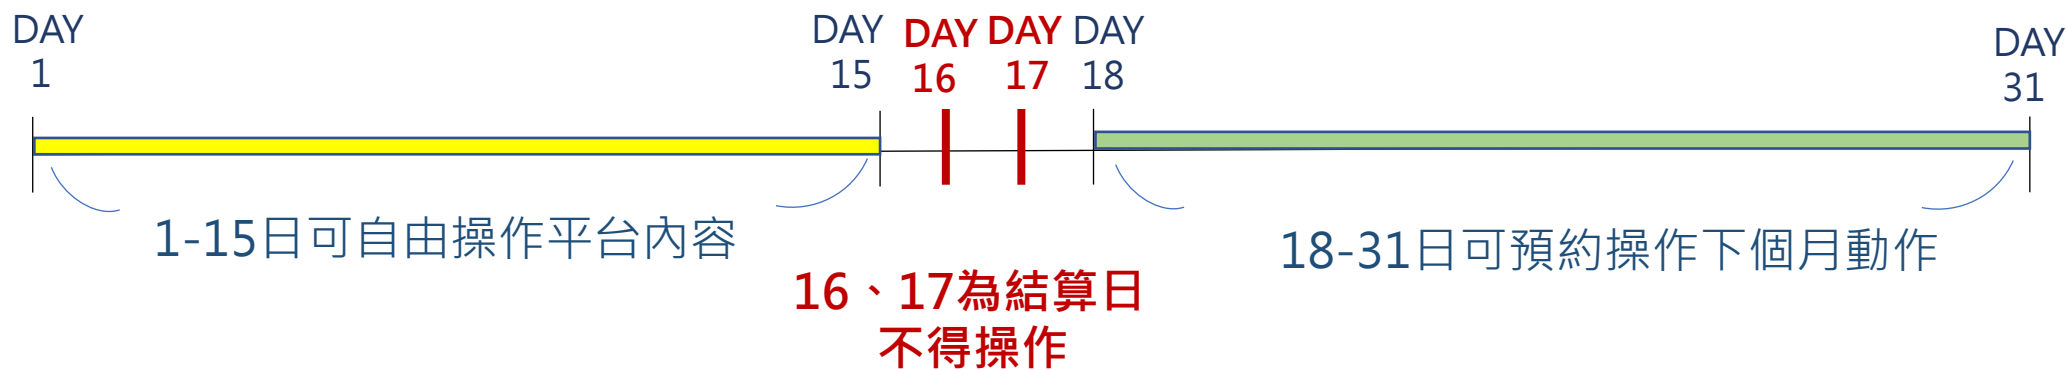 DAY
1
DAY
15
DAY
16
DAY
17
DAY
18
DAY
31
1-15日可自由操作平台內容
16、17為結算日
不得操作
18-31日可預約操作下個月動作